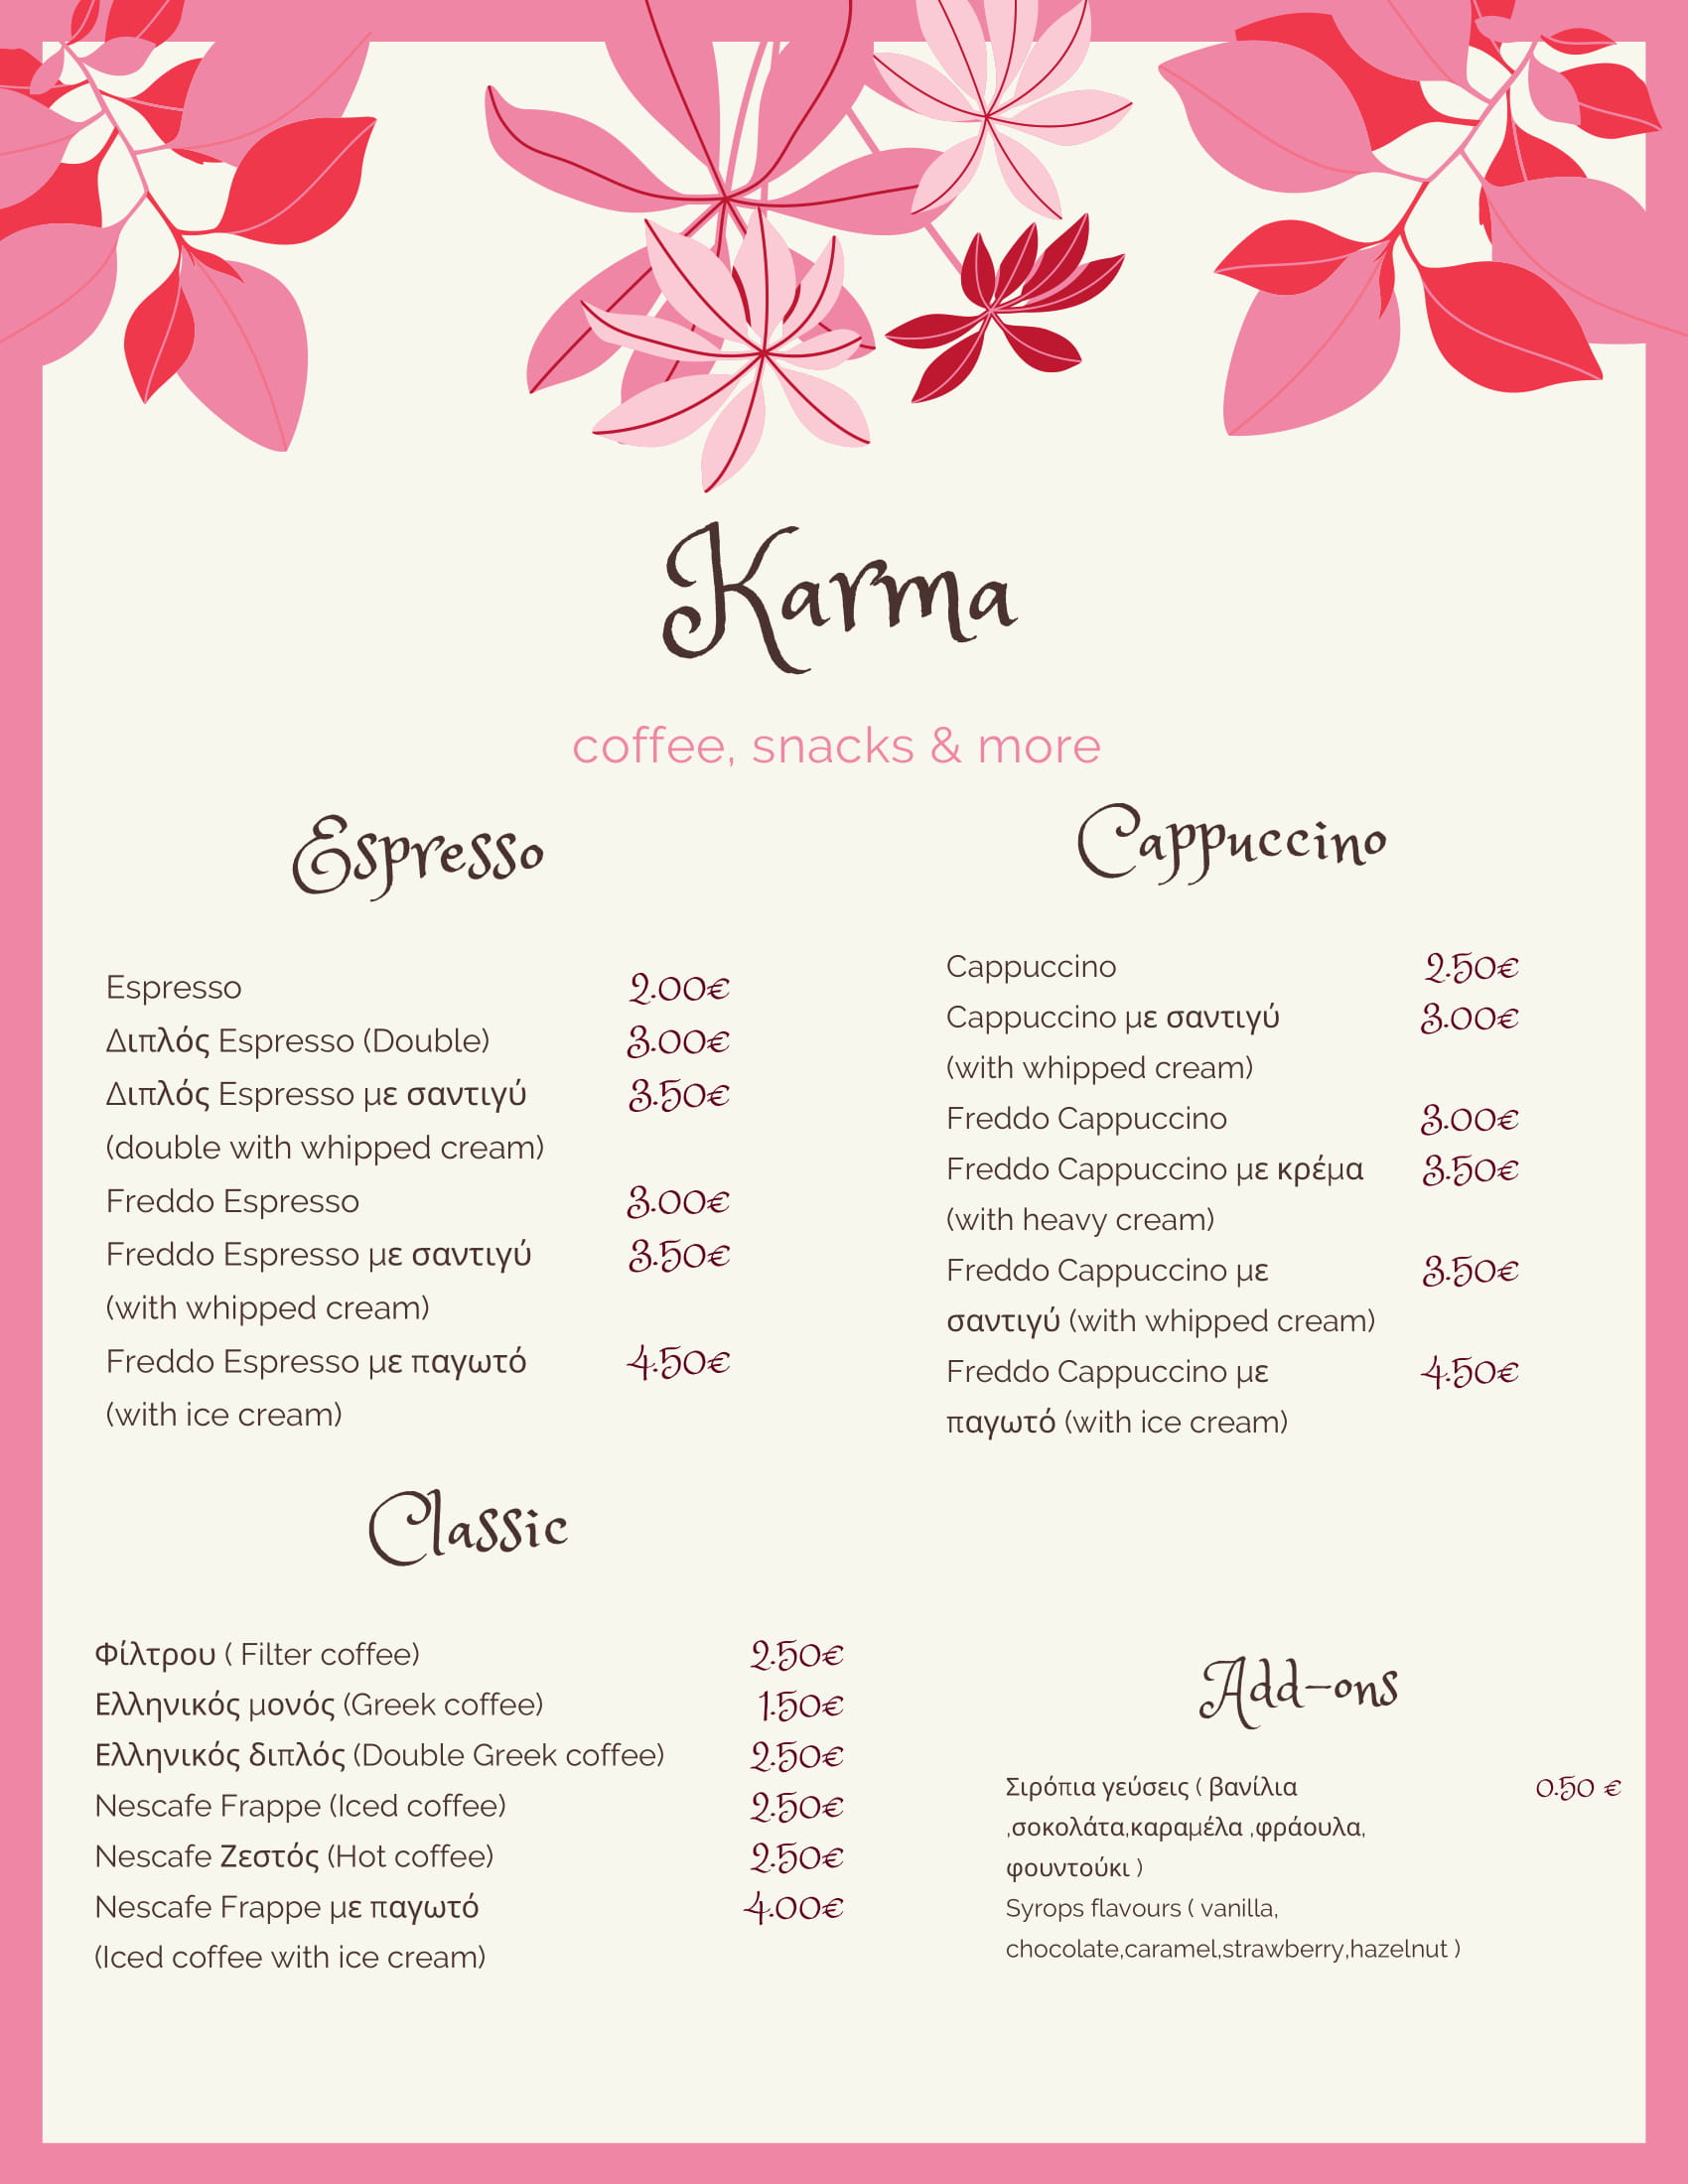 Karma
coffee, snacks & more
Espresso
Espresso 2.00€
Διπλός Espresso (Double) 3.00€
Διπλός Espresso με σαντιγύ 3.50€
(double with whipped cream)
Freddo Espresso 3.00€
Freddo Espresso με σαντιγύ 3.50€
(with whipped cream)
Freddo Espresso με παγωτό 4.50€
(with ice cream)
Cappuccino
Cappuccino 2.50€
Cappuccino με σαντιγύ 3.00€
(with whipped cream)
Freddo Cappuccino 3.00€
Freddo Cappuccino με κρέμα 3.50€
(with heavy cream)
Freddo Cappuccino με 3.50€
σαντιγύ (with whipped cream)
Freddo Cappuccino με 4.50€
παγωτό (with ice cream)
Classic
Φίλτρου ( Filter coffee) 2.50€
Ελληνικός μονός (Greek coffee) 1.50€
Ελληνικός διπλός (Double Greek coffee) 2.50€
Nescafe Frappe (Iced coffee) 2.50€
Nescafe Ζεστός (Hot coffee) 2.50€
Nescafe Frappe με παγωτό 4.00€
(Iced coffee with ice cream)
Add-ons
Σιρόπια γεύσεις ( βανίλια 0.50 €
,σοκολάτα,καραμέλα ,φράουλα,
φουντούκι )
Syrops flavours ( vanilla,
chocolate,caramel,strawberry,hazelnut )